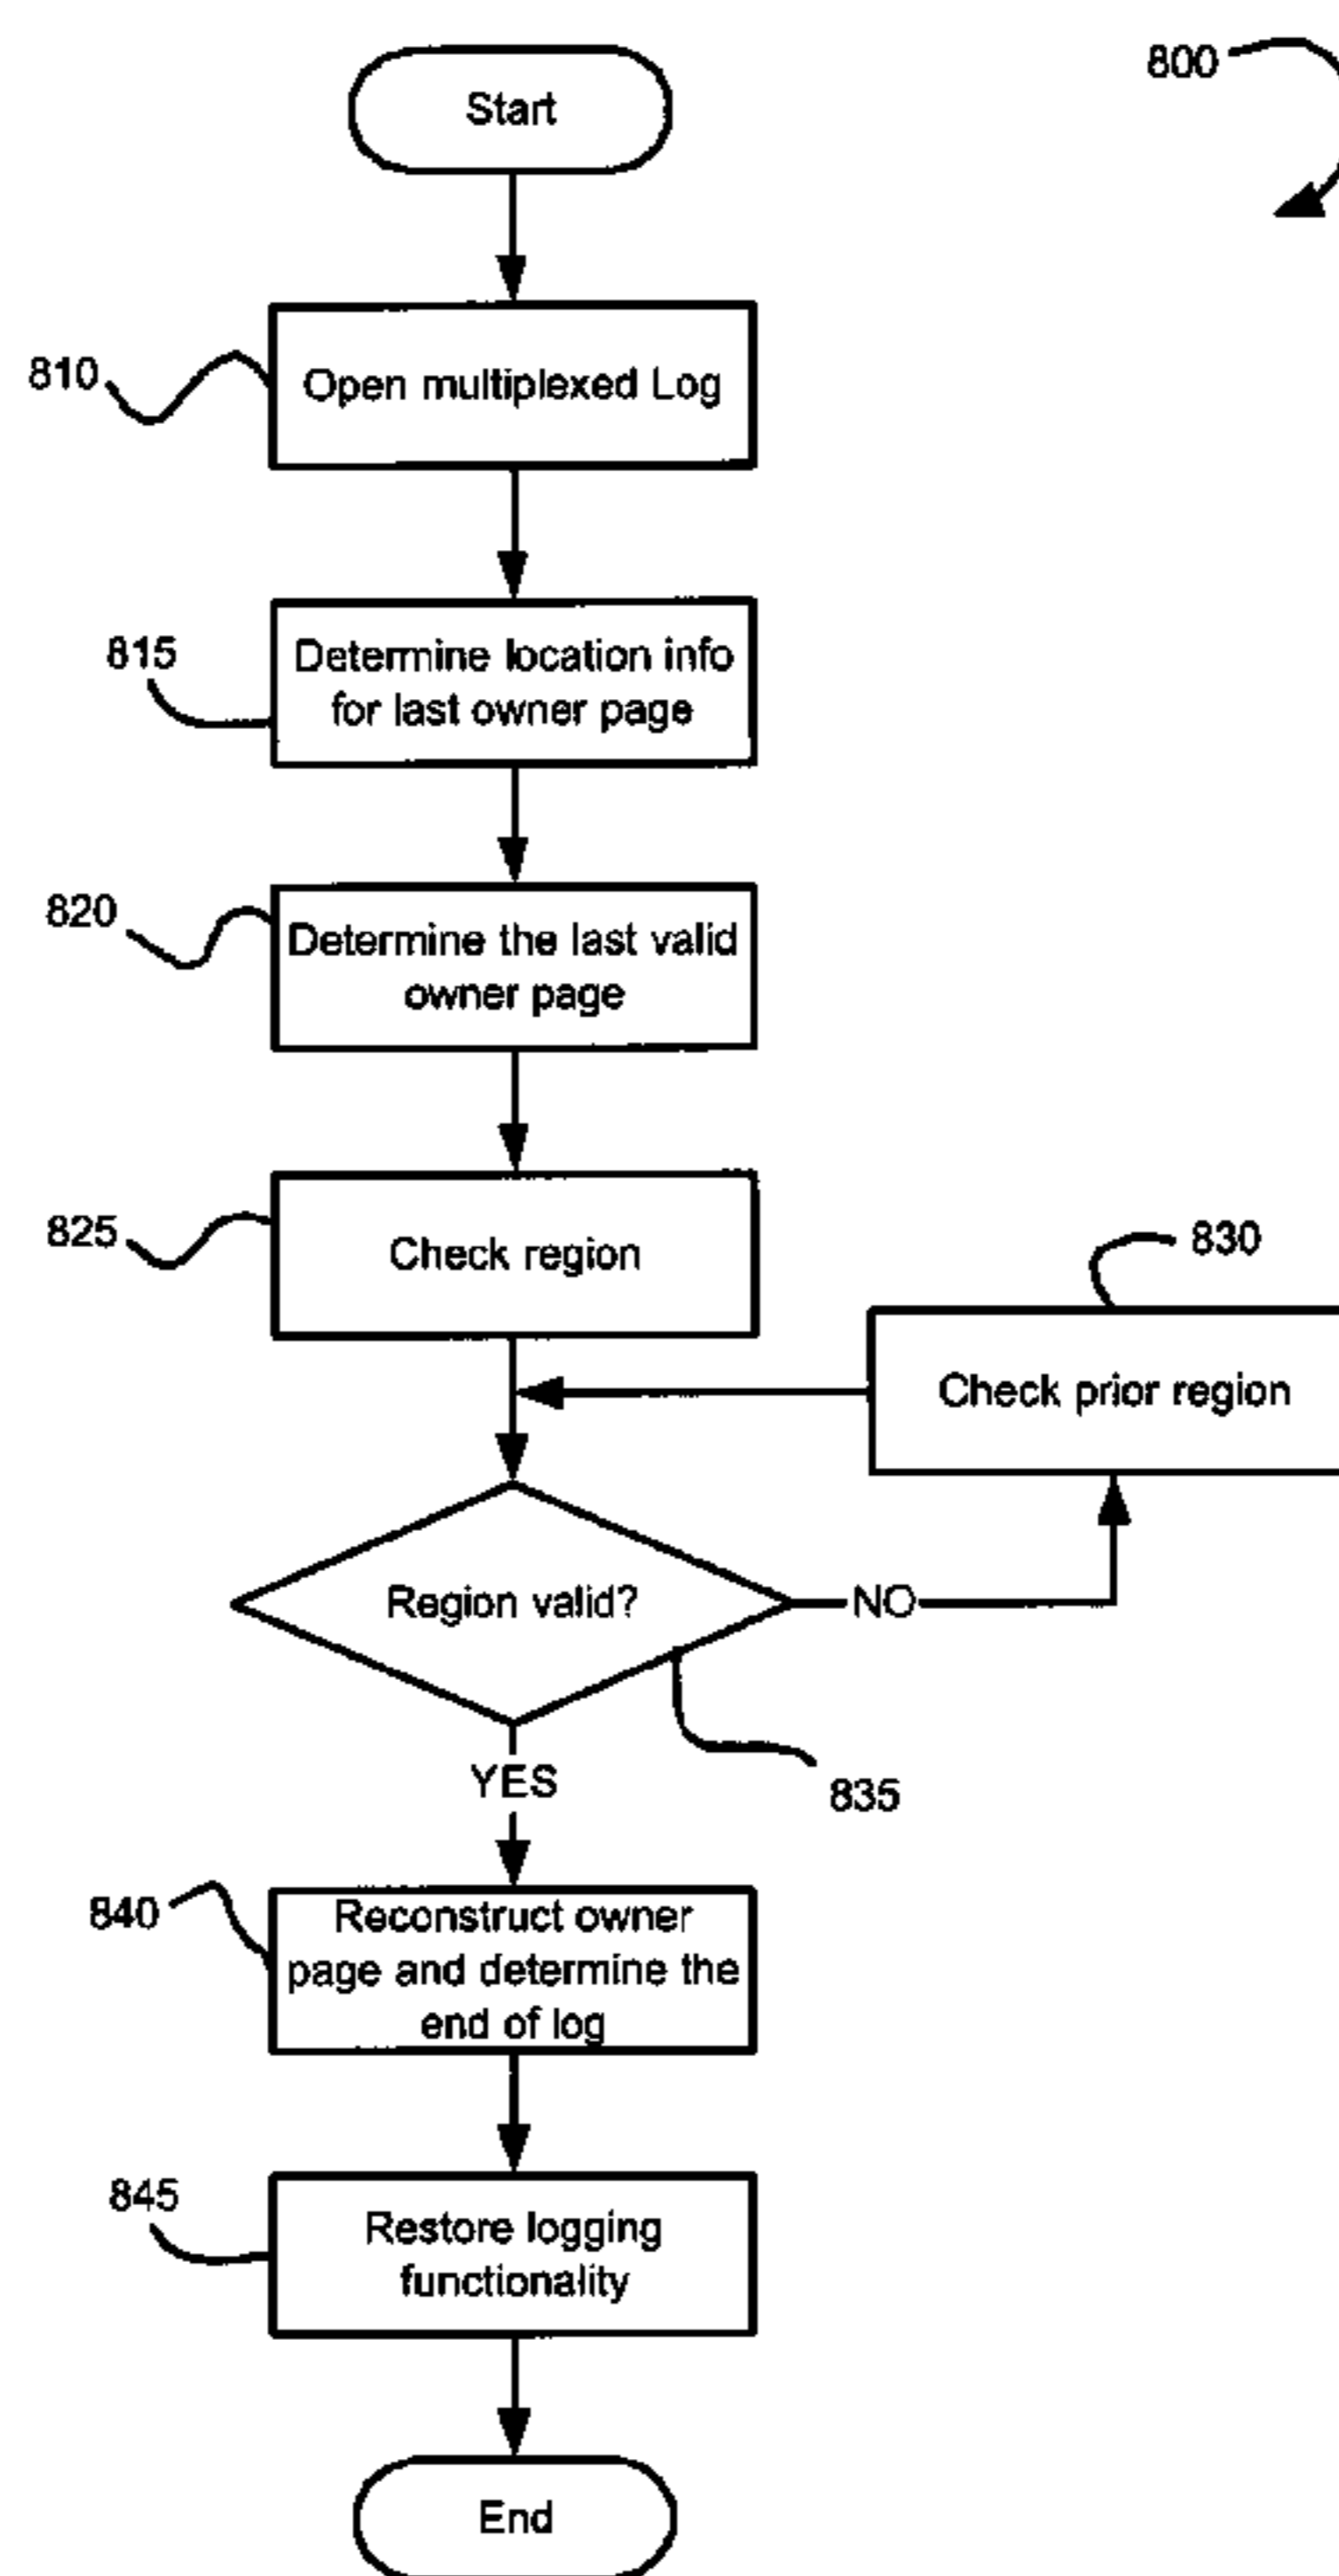 Start
800
810
Open multiplexed Log
815
Determine location info
for last owner page
820
Determine the last valid
owner page
825
Check region
830
Check prior region
Region valid?
NO
835
YES
840
Reconstruct owner
page and determine the
end of log
845
Restore logging
functionality
End